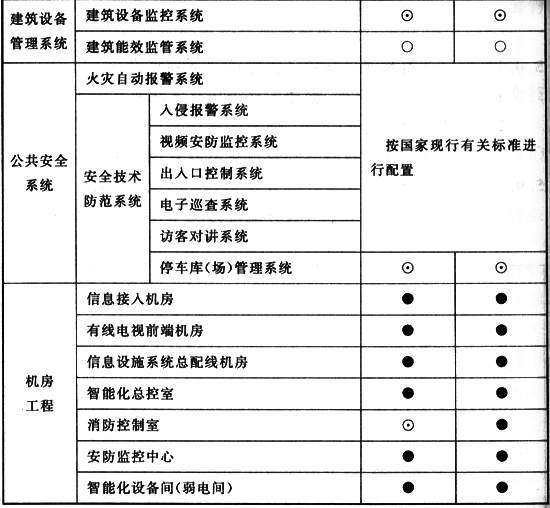 建筑设备
管理系统
建筑设备监控系统 ⊙ ⊙
建筑能效监管系统 ○ ○
公共安全
系统
火灾自动报警系统
安全技术
防范系统
入侵报警系统
视频安防监控系统
出入口控制系统
电子巡查系统
访客对讲系统
按国家现行有关标准进
行配置
停车库(场)管理系统 ⊙ ⊙
机房
工程
信息接入机房 ● ●
有线电视前端机房 ● ●
信息设施系统总配线机房 ● ●
智能化总控室 ● ●
消防控制室 ⊙ ●
安防监控中心 ● ●
智能化设备间(弱电间) ● ●